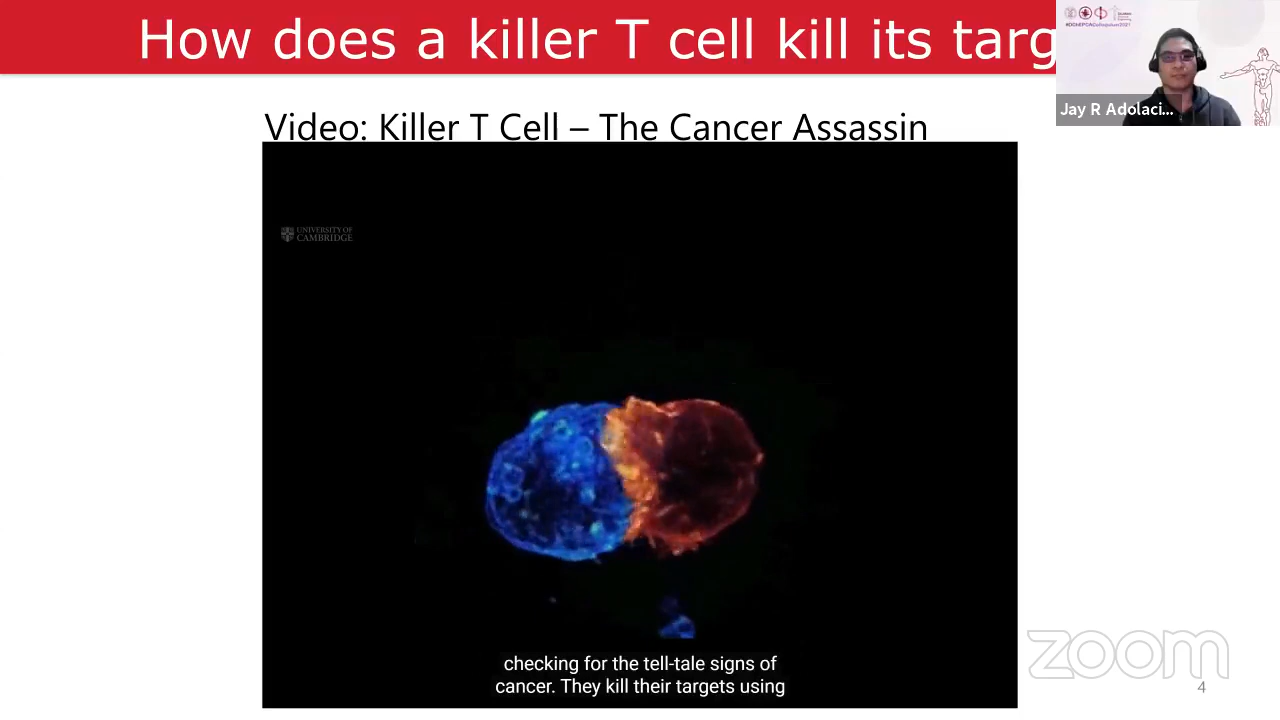 How does a killer T cell kill its targ
#DChEPCAColloquium2021
Jay R Adolaci...
Video: Killer T Cell – The Cancer Assassin
UNIVERSITY OF
CAMBRIDGE
checking for the tell-tale signs of
cancer. They kill their targets using
zoom
4